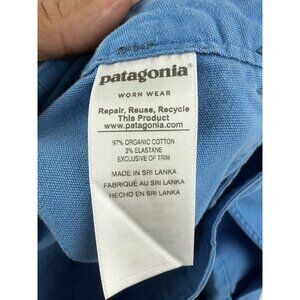 patagonia®
WORN WEAR
Repair, Reuse, Recycle
This Product
www.patagonia.com
97% ORGANIC COTTON
3% ELASTANE
EXCLUSIVE OF TRIM
MADE IN SRI LANKA
FABRIQUÉ AU SRI LANKA
HECHO EN SRI LANKA